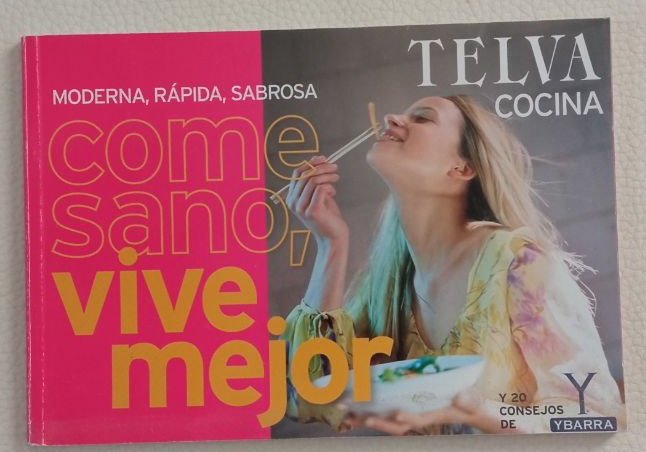 TELVA
COCINA
MODERNA, RÁPIDA, SABROSA
come
sano,
vive
mejor
Y 20
CONSEJOS
DE
Y
YBARRA